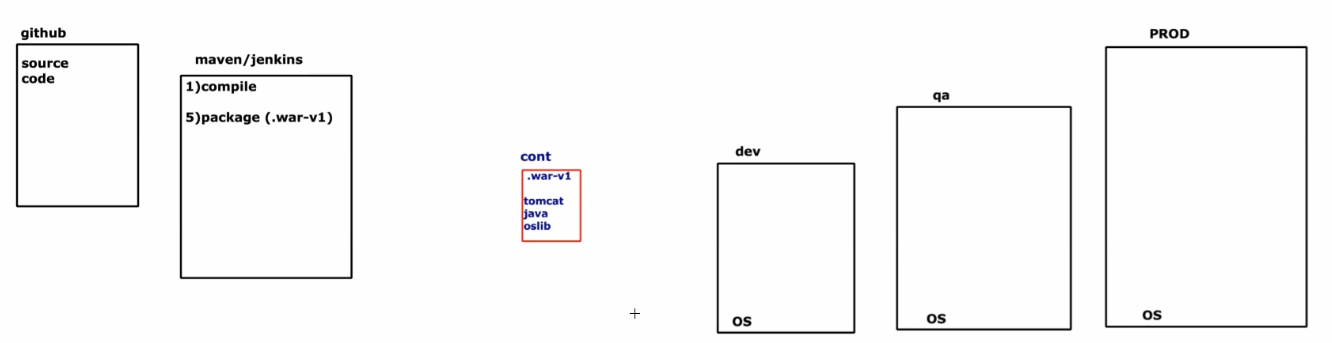 github
source
code
maven/jenkins
1)compile
5)package (.war-v1)
cont
.war-v1
tomcat
java
oslib
dev
OS
qa
OS
PROD
OS